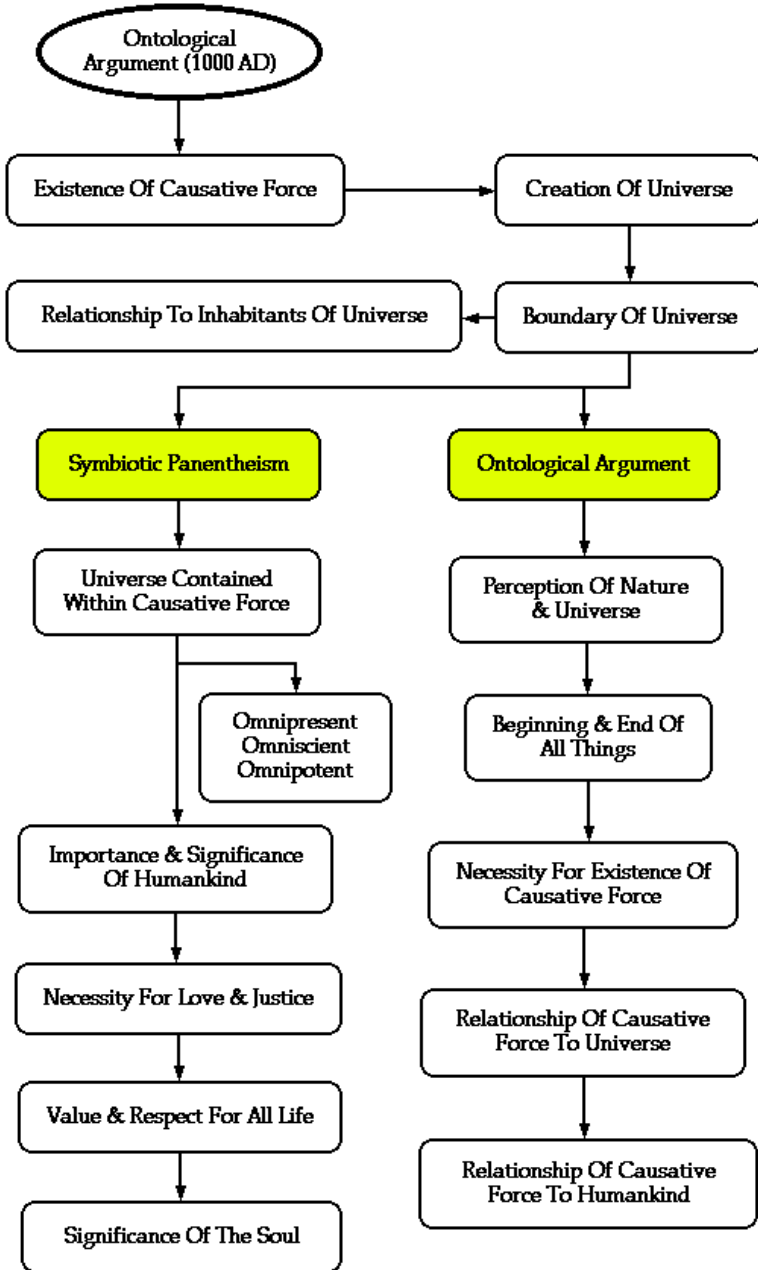 Ontological
Argument (1000 AD)
Existence Of Causative Force
Creation Of Universe
Relationship To Inhabitants Of Universe
Boundary Of Universe
Symbiotic Panentheism
Ontological Argument
Universe Contained
Within Causative Force
Perception Of Nature
& Universe
Omnipresent
Omniscient
Omnipotent
Beginning & End Of
All Things
Importance & Significance
Of Humankind
Necessity For Existence Of
Causative Force
Necessity For Love & Justice
Relationship Of Causative
Force To Universe
Value & Respect For All Life
Relationship Of Causative
Force To Humankind
Significance Of The Soul